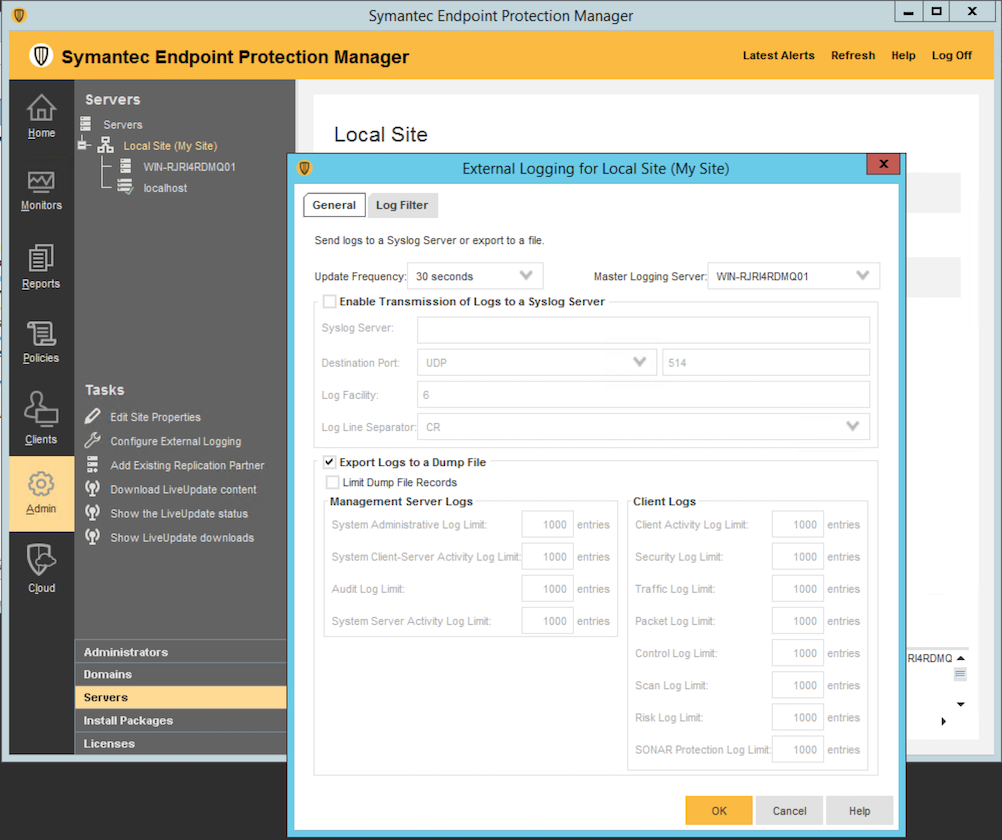 Symantec Endpoint Protection Manager
Symantec Endpoint Protection Manager
Latest Alerts Refresh Help Log Off
Home
Monitors
Reports
Policies
Clients
Admin
Cloud
Servers
Servers
Local Site (My Site)
WIN-RJRI4RDMQ01
localhost
Tasks
Edit Site Properties
Configure External Logging
Add Existing Replication Partner
Download LiveUpdate content
Show the LiveUpdate status
Show LiveUpdate downloads
Administrators
Domains
Servers
Install Packages
Licenses
Local Site
External Logging for Local Site (My Site)
General Log Filter
Send logs to a Syslog Server or export to a file.
Update Frequency: 30 seconds Master Logging Server: WIN-RJRI4RDMQ01
Enable Transmission of Logs to a Syslog Server
Syslog Server:
Destination Port: UDP 514
Log Facility: 6
Log Line Separator: CR
Export Logs to a Dump File
Limit Dump File Records
Management Server Logs
System Administrative Log Limit: 1000 entries
System Client-Server Activity Log Limit: 1000 entries
Audit Log Limit: 1000 entries
System Server Activity Log Limit: 1000 entries
Client Logs
Client Activity Log Limit: 1000 entries
Security Log Limit: 1000 entries
Traffic Log Limit: 1000 entries
Packet Log Limit: 1000 entries
Control Log Limit: 1000 entries
Scan Log Limit: 1000 entries
Risk Log Limit: 1000 entries
SONAR Protection Log Limit: 1000 entries
OK Cancel Help
RI4RDMQ